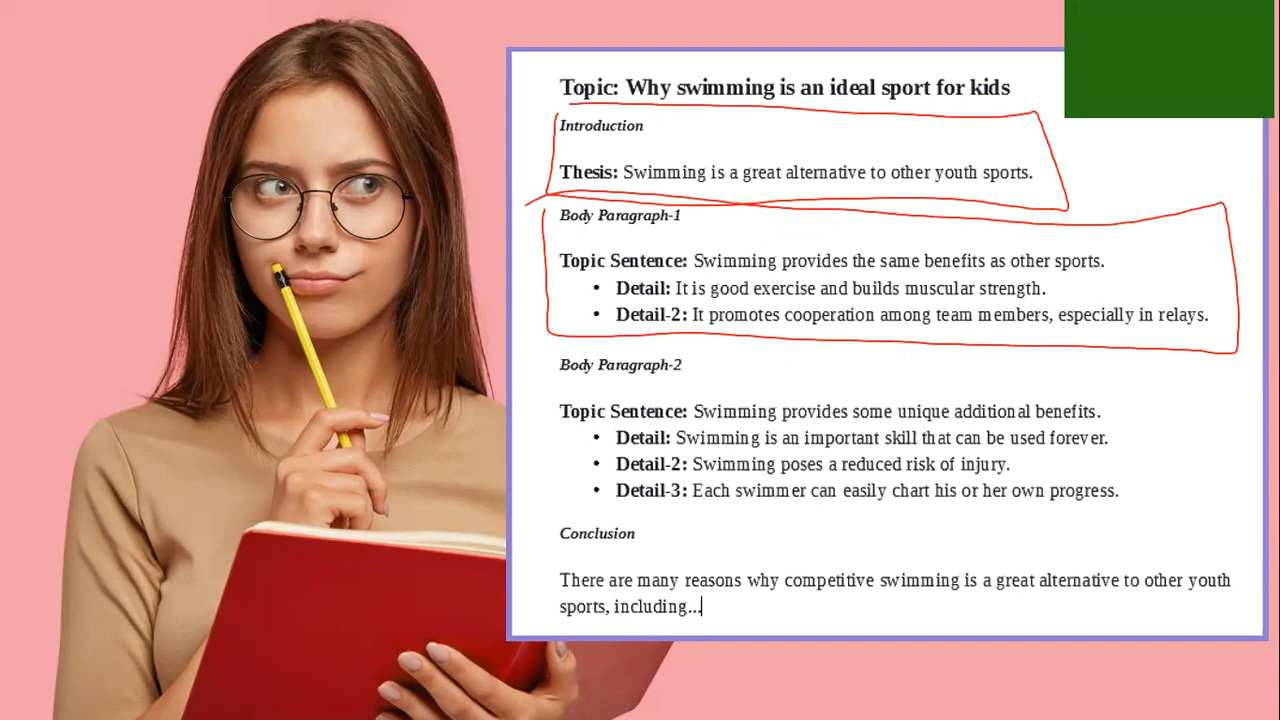 Topic: Why swimming is an ideal sport for kids
Introduction
Thesis: Swimming is a great alternative to other youth sports.
Body Paragraph-1
Topic Sentence: Swimming provides the same benefits as other sports.
• Detail: It is good exercise and builds muscular strength.
• Detail-2: It promotes cooperation among team members, especially in relays.
Body Paragraph-2
Topic Sentence: Swimming provides some unique additional benefits.
• Detail: Swimming is an important skill that can be used forever.
• Detail-2: Swimming poses a reduced risk of injury.
• Detail-3: Each swimmer can easily chart his or her own progress.
Conclusion
There are many reasons why competitive swimming is a great alternative to other youth
sports, including...